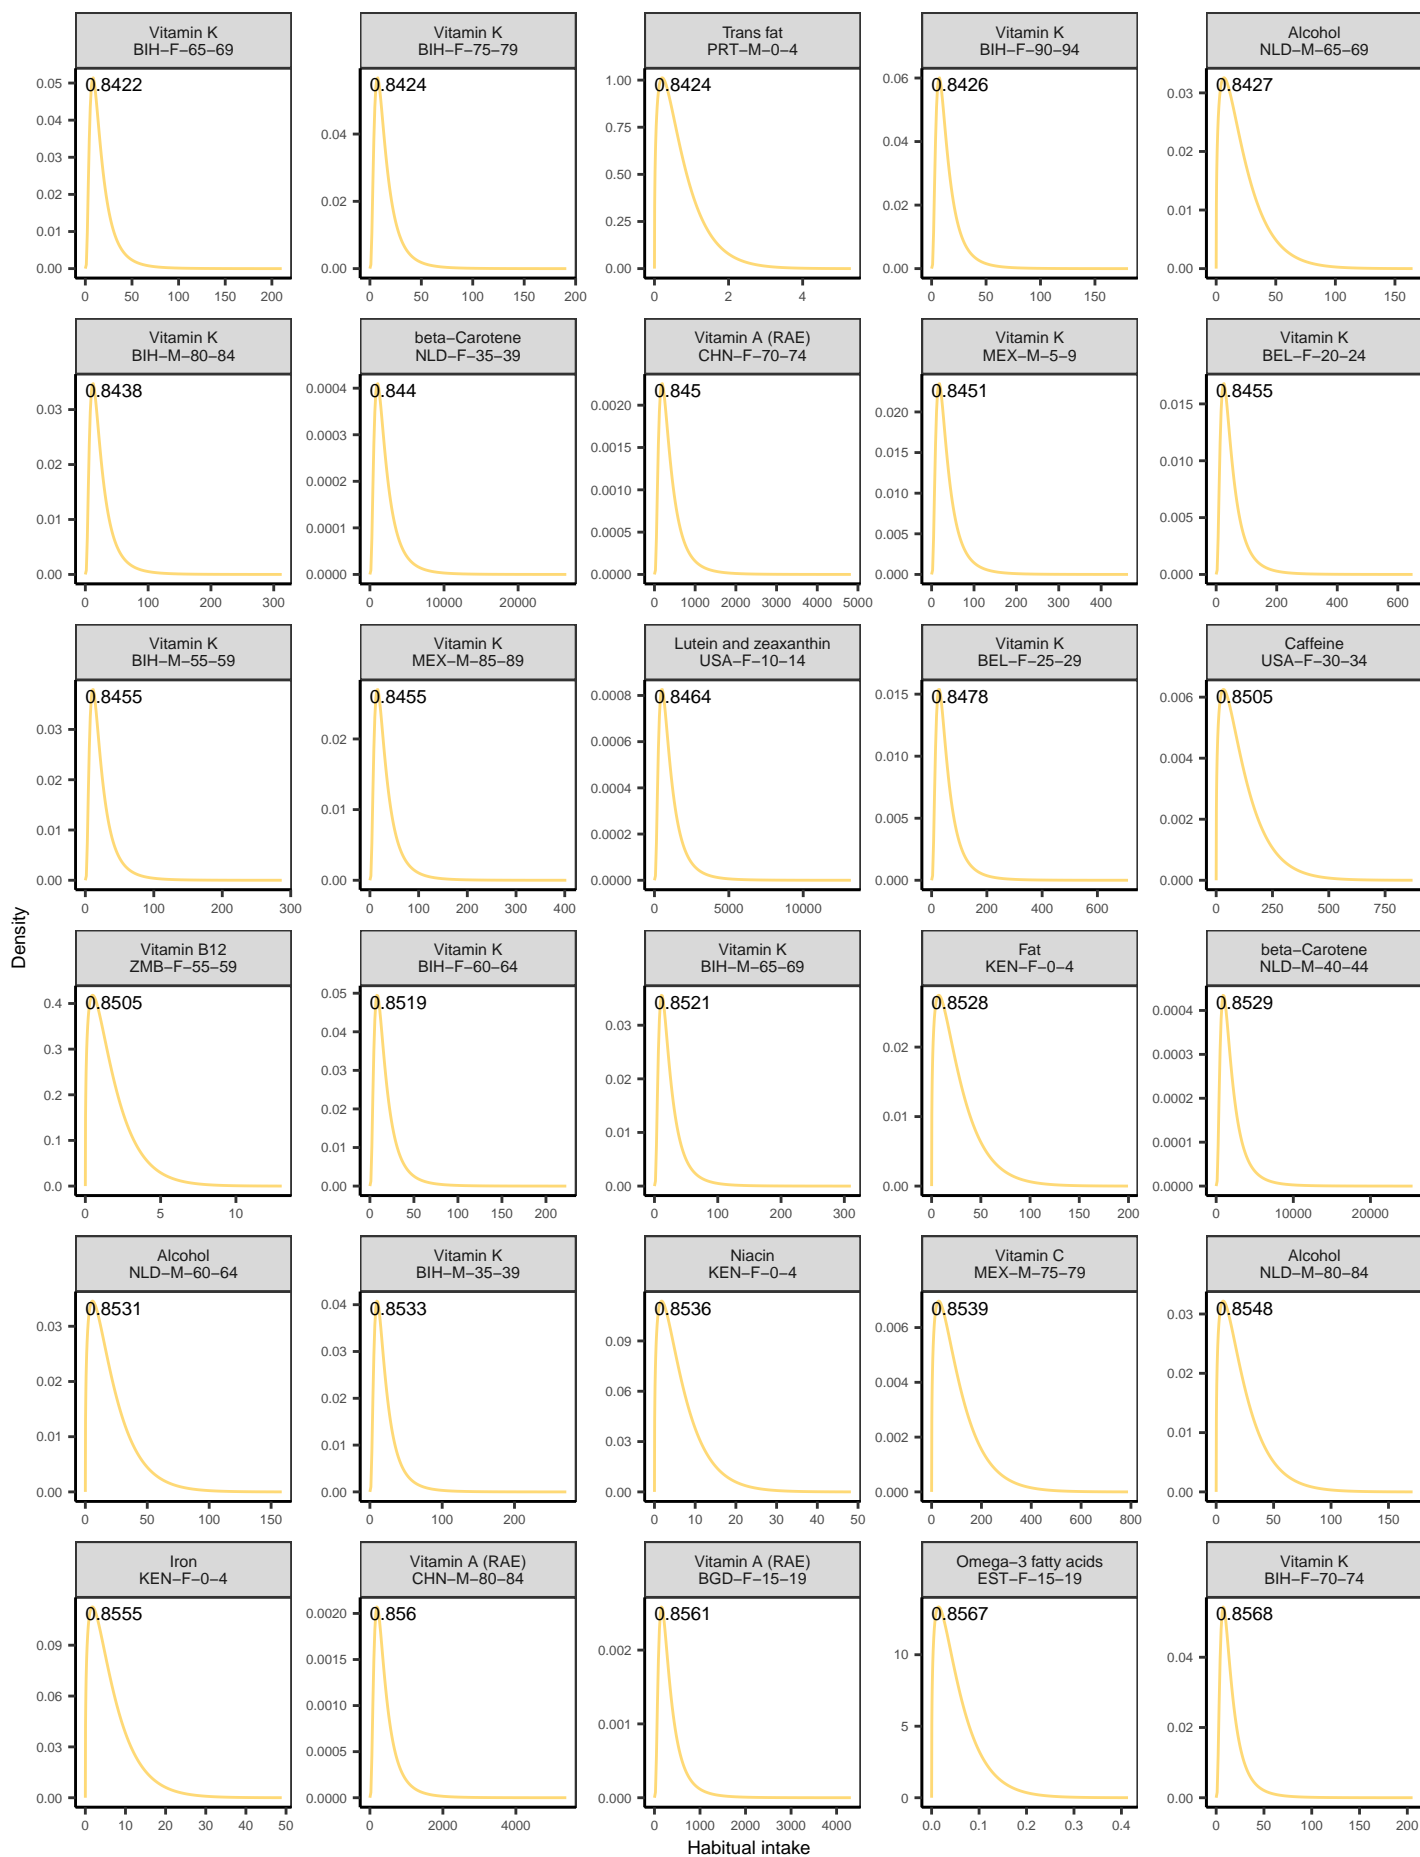 Vitamin K
BIH−F−65−69
Vitamin K
BIH−F−75−79
Trans fat
PRT−M−0−4
Vitamin K
BIH−F−90−94
Alcohol
NLD−M−65−69
0.8422
0.05
0.04
0.03
0.02
0.01
0.00
0 50 100 150 200
0.8424
0.04
0.02
0.00
0 50 100 150 200
0.8424
1.00
0.75
0.50
0.25
0.00
0 2 4
0.8426
0.06
0.04
0.02
0.00
0 50 100 150
0.8427
0.03
0.02
0.01
0.00
0 50 100 150
Vitamin K
BIH−M−80−84
beta−Carotene
NLD−F−35−39
Vitamin A (RAE)
CHN−F−70−74
Vitamin K
MEX−M−5−9
Vitamin K
BEL−F−20−24
0.8438
0.03
0.02
0.01
0.00
0 100 200 300
0.844
0.0004
0.0003
0.0002
0.0001
0.0000
0 10000 20000
0.845
0.0020
0.0015
0.0010
0.0005
0.0000
0 1000 2000 3000 4000 5000
0.8451
0.020
0.015
0.010
0.005
0.000
0 100 200 300 400
0.8455
0.015
0.010
0.005
0.000
0 200 400 600
Vitamin K
BIH−M−55−59
Vitamin K
MEX−M−85−89
Lutein and zeaxanthin
USA−F−10−14
Vitamin K
BEL−F−25−29
Caffeine
USA−F−30−34
0.8455
0.03
0.02
0.01
0.00
0 100 200 300
0.8455
0.02
0.01
0.00
0 100 200 300 400
0.8464
0.0008
0.0006
0.0004
0.0002
0.0000
0 5000 10000
0.8478
0.015
0.010
0.005
0.000
0 200 400 600
0.8505
0.006
0.004
0.002
0.000
0 250 500 750
Density
Vitamin B12
ZMB−F−55−59
Vitamin K
BIH−F−60−64
Vitamin K
BIH−M−65−69
Fat
KEN−F−0−4
beta−Carotene
NLD−M−40−44
0.8505
0.4
0.3
0.2
0.1
0.0
0 5 10
0.8519
0.05
0.04
0.03
0.02
0.01
0.00
0 50 100 150 200
0.8521
0.03
0.02
0.01
0.00
0 100 200 300
0.8528
0.02
0.01
0.00
0 50 100 150 200
0.8529
0.0004
0.0003
0.0002
0.0001
0.0000
0 10000 20000
Alcohol
NLD−M−60−64
Vitamin K
BIH−M−35−39
Niacin
KEN−F−0−4
Vitamin C
MEX−M−75−79
Alcohol
NLD−M−80−84
0.8531
0.03
0.02
0.01
0.00
0 50 100 150
0.8533
0.04
0.03
0.02
0.01
0.00
0 100 200
0.8536
0.09
0.06
0.03
0.00
0 10 20 30 40 50
0.8539
0.006
0.004
0.002
0.000
0 200 400 600 800
0.8548
0.03
0.02
0.01
0.00
0 50 100 150
Iron
KEN−F−0−4
Vitamin A (RAE)
CHN−M−80−84
Vitamin A (RAE)
BGD−F−15−19
Omega−3 fatty acids
EST−F−15−19
Vitamin K
BIH−F−70−74
0.8555
0.09
0.06
0.03
0.00
0 10 20 30 40 50
0.856
0.0020
0.0015
0.0010
0.0005
0.0000
0 2000 4000
0.8561
0.002
0.001
0.000
0 1000 2000 3000 4000
0.8567
10
5
0
0.0 0.1 0.2 0.3 0.4
0.8568
0.04
0.02
0.00
0 50 100 150 200
Habitual intake